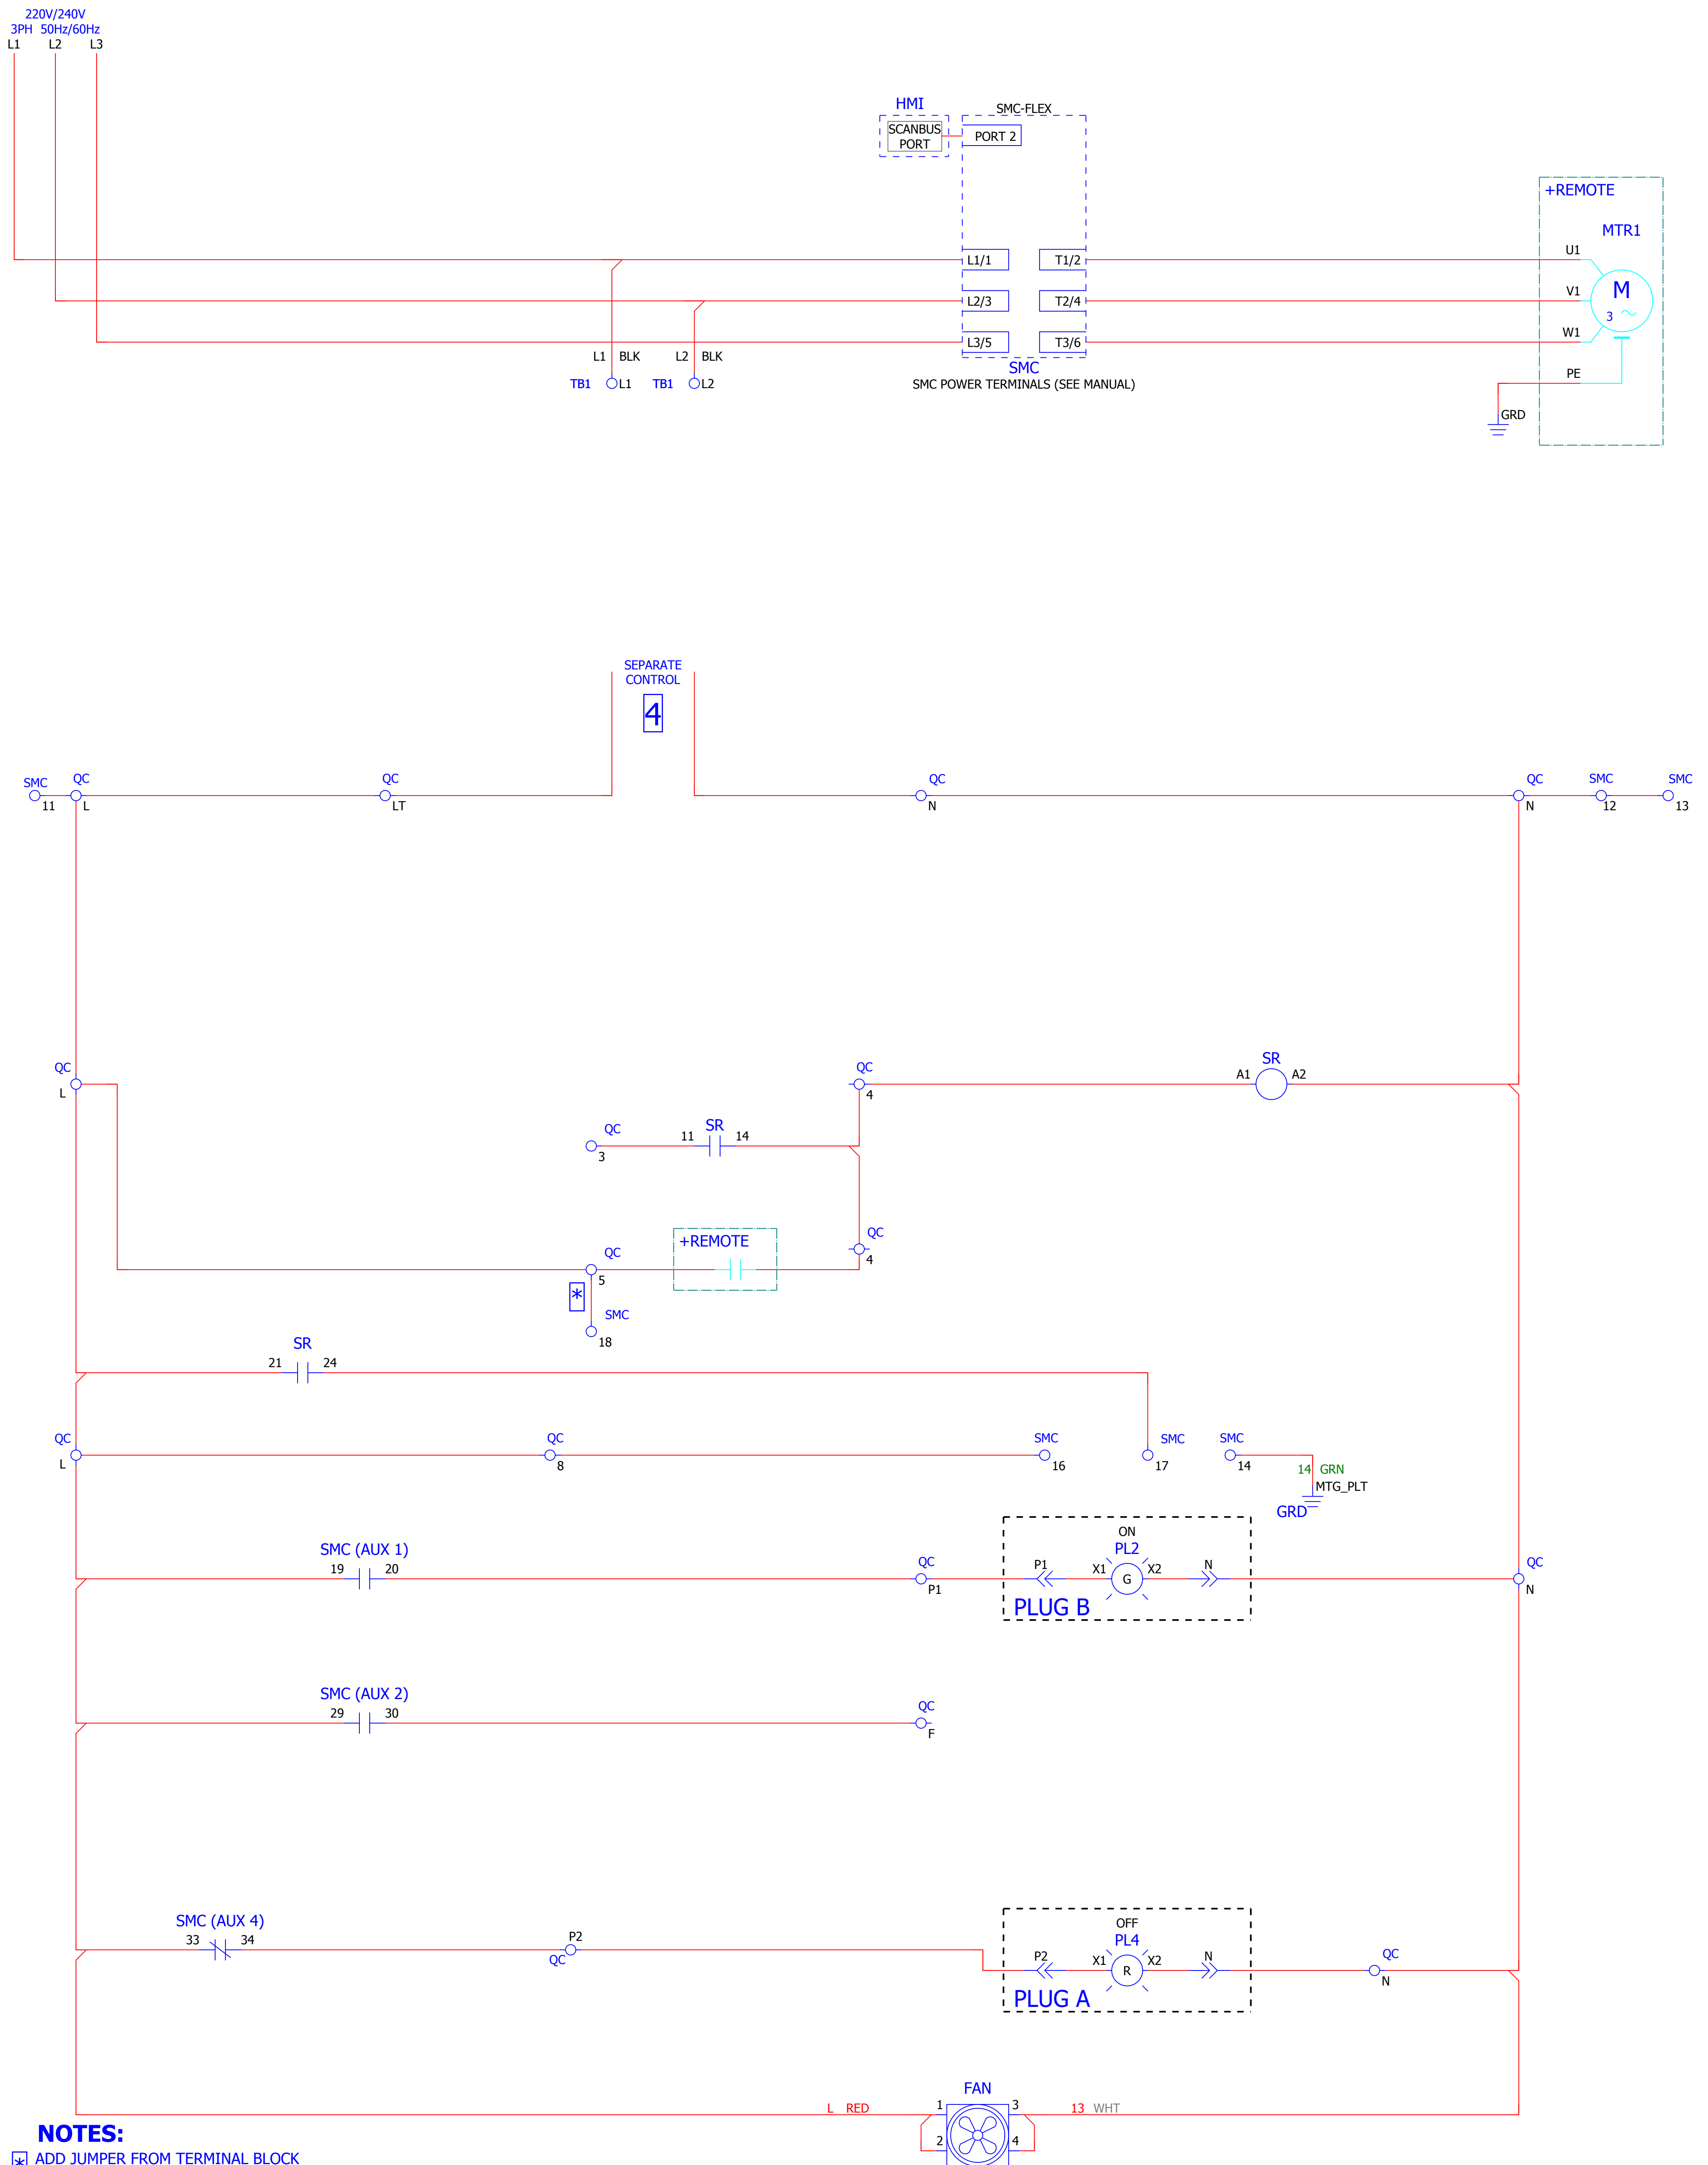 220V/240V
3PH 50Hz/60Hz
L1 L2 L3
HMI
SMC-FLEX
SCANBUS
PORT
PORT 2
+REMOTE
MTR1
L1/1 T1/2 U1
L2/3 T2/4 V1
M
3
L3/5 T3/6 W1
L1 BLK L2 BLK
TB1 L1 TB1 L2
SMC
SMC POWER TERMINALS (SEE MANUAL)
PE
GRD
SEPARATE
CONTROL
4
SMC QC QC QC QC SMC SMC
11 L LT N N 12 13
QC QC SR
A1 A2
L 4
QC SR
11 14
3
QC
4
+REMOTE
QC
5
*
SMC
18
SR
21 24
QC QC SMC SMC SMC
L 8 16 17 14
14 GRN
MTG_PLT
GRD
ON
PL2
SMC (AUX 1)
19 20
QC
P1
P1 X1 G X2 N
QC
N
PLUG B
SMC (AUX 2)
29 30
QC
F
SMC (AUX 4)
33 34
P2
QC
OFF
PL4
P2 X1 R X2 N
QC
N
PLUG A
FAN
L RED 1 3 13 WHT
2 4
NOTES:
* ADD JUMPER FROM TERMINAL BLOCK